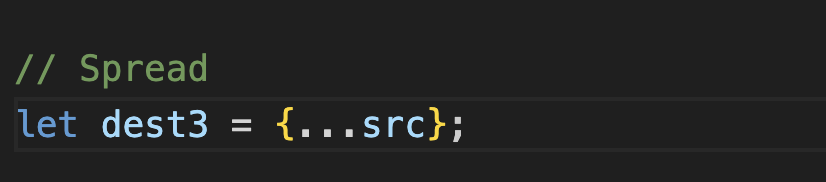 // Spread
let dest3 = {...src};